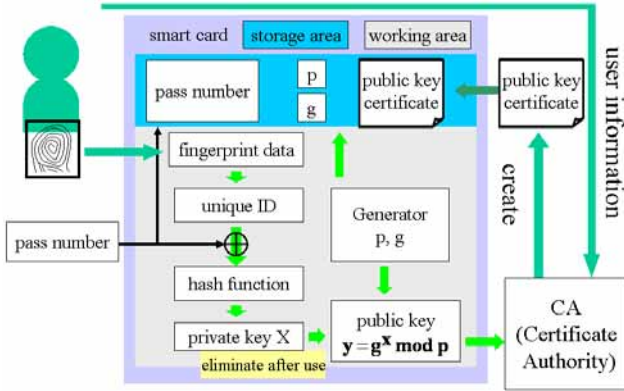 smart card
storage area
working area
pass number
p
g
public key
certificate
public key
certificate
user information
fingerprint data
create
unique ID
Generator
p, g
pass number
hash function
private key X
public key
y = g^x mod p
CA
(Certificate
Authority)
eliminate after use